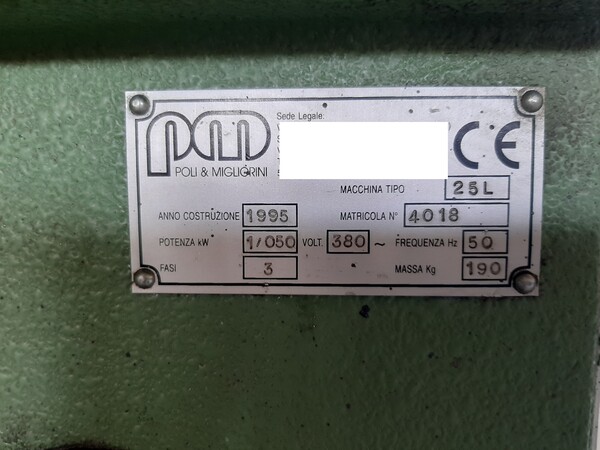 Sede Legale:
PM
POLI & MIGLIORINI
CE
MACCHINA TIPO 25L
ANNO COSTRUZIONE 1995 MATRICOLA N° 4018
POTENZA kW 1/050 VOLT. 380 ~ FREQUENZA Hz 50
FASI 3 MASSA Kg 190